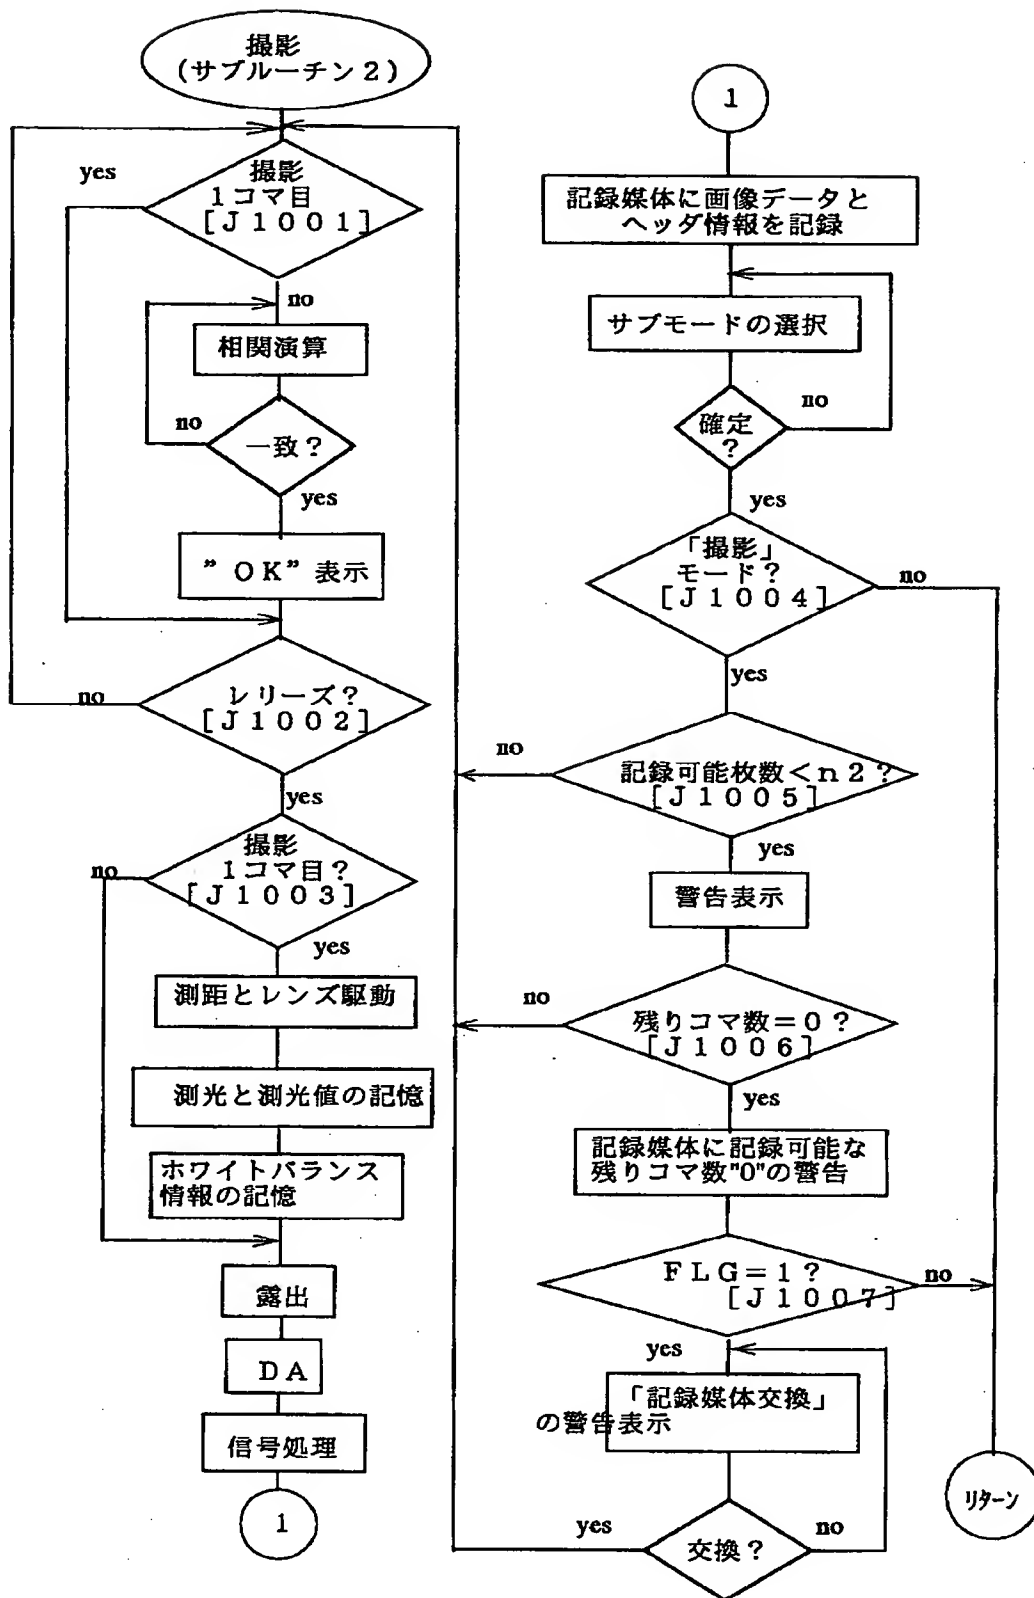 撮影
(サブルーチン2)
yes
撮影
1コマ目
[J1001]
no
相関演算
no
一致?
yes
”OK”表示
no
レリーズ?
[J1002]
yes
撮影
1コマ目?
[J1003]
no
yes
測距とレンズ駆動
測光と測光値の記憶
ホワイトバランス
情報の記憶
露出
DA
信号処理
1
1
記録媒体に画像データと
ヘッダ情報を記録
サブモードの選択
確定
?
no
yes
「撮影」
モード?
[J1004]
no
yes
no
記録可能枚数<n2?
[J1005]
yes
警告表示
no
残りコマ数=0?
[J1006]
yes
記録媒体に記録可能な
残りコマ数"0"の警告
FLG=1?
[J1007]
no
yes
「記録媒体交換」
の警告表示
yes
交換?
no
リターン